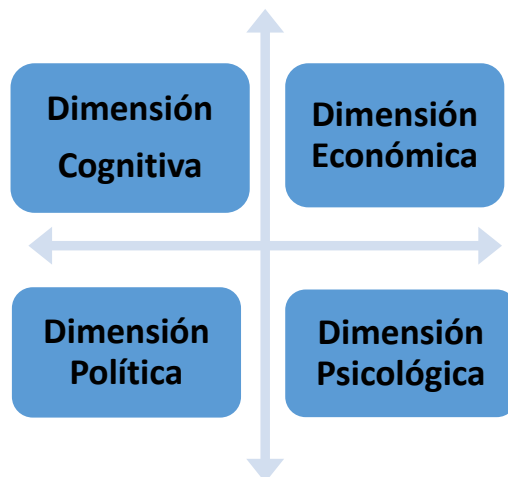 Dimensión
Cognitiva
Dimensión
Económica
Dimensión
Política
Dimensión
Psicológica